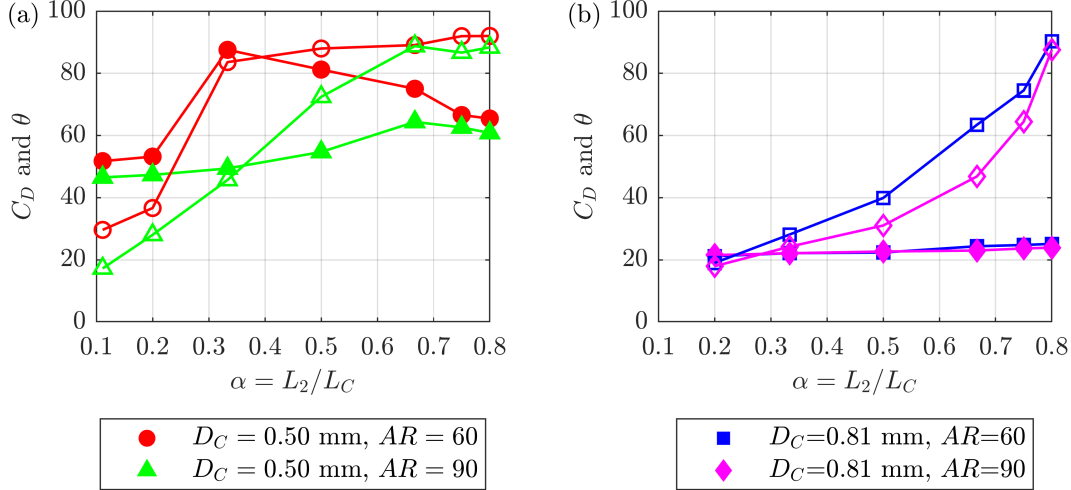 (a)
100
80
60
40
20
0
C_D and θ
0.1 0.2 0.3 0.4 0.5 0.6 0.7 0.8
α = L_2/L_C
D_C = 0.50 mm, AR = 60
D_C = 0.50 mm, AR = 90
(b)
100
80
60
40
20
0
C_D and θ
0.1 0.2 0.3 0.4 0.5 0.6 0.7 0.8
α = L_2/L_C
D_C=0.81 mm, AR=60
D_C=0.81 mm, AR=90